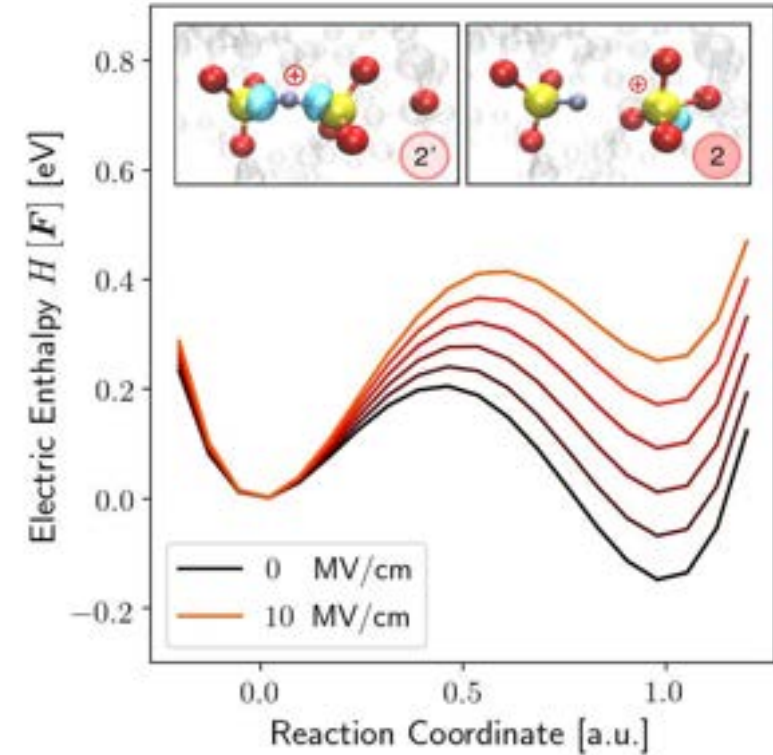 0.8
0.6
0.4
0.2
0.0
−0.2
Electric Enthalpy H [F] [eV]
2'
2
0 MV/cm
10 MV/cm
0.0
0.5
1.0
Reaction Coordinate [a.u.]